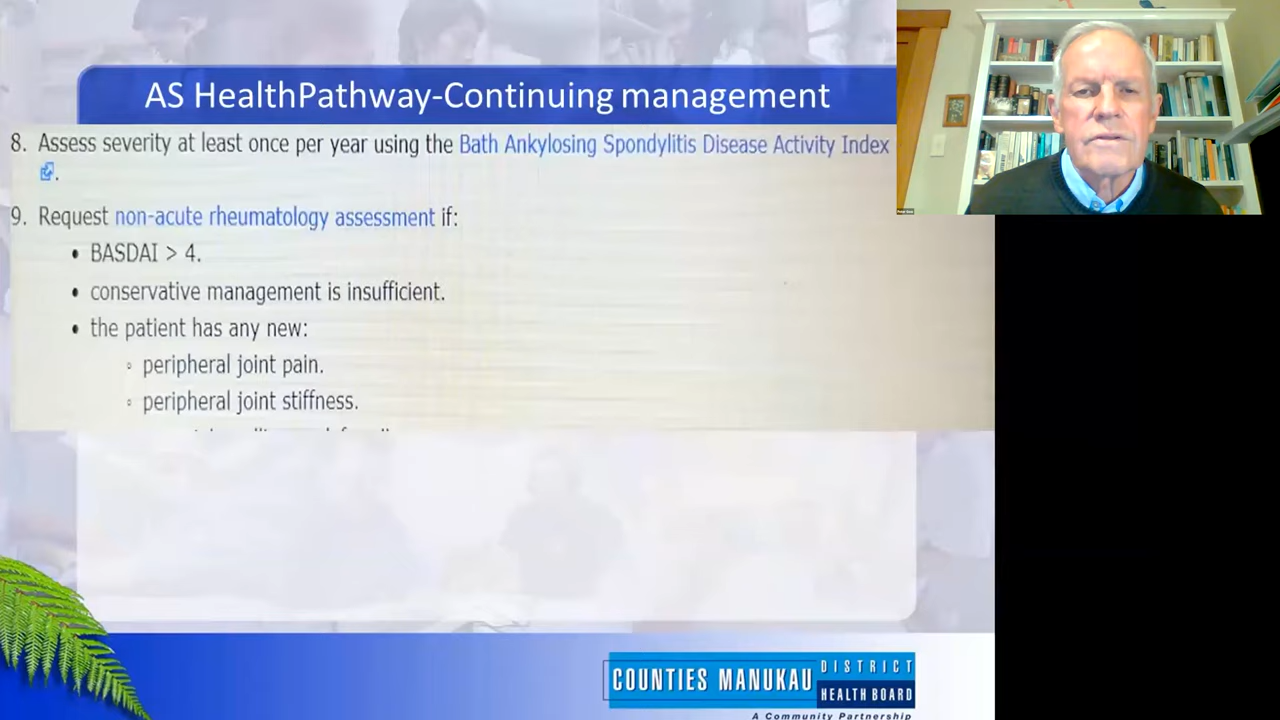 AS HealthPathway-Continuing management
8. Assess severity at least once per year using the Bath Ankylosing Spondylitis Disease Activity Index
.
9. Request non-acute rheumatology assessment if:
• BASDAI > 4.
• conservative management is insufficient.
• the patient has any new:
◦ peripheral joint pain.
◦ peripheral joint stiffness.
COUNTIES MANUKAU
DISTRICT
HEALTH BOARD
A Community Partnership